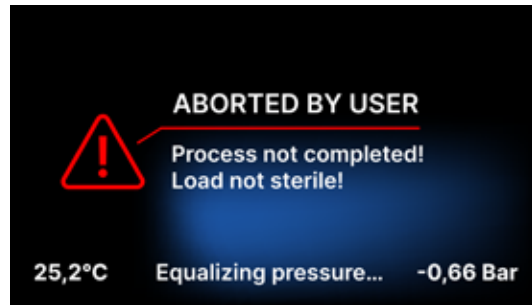 ABORTED BY USER
Process not completed!
Load not sterile!
25,2°C Equalizing pressure... -0,66 Bar